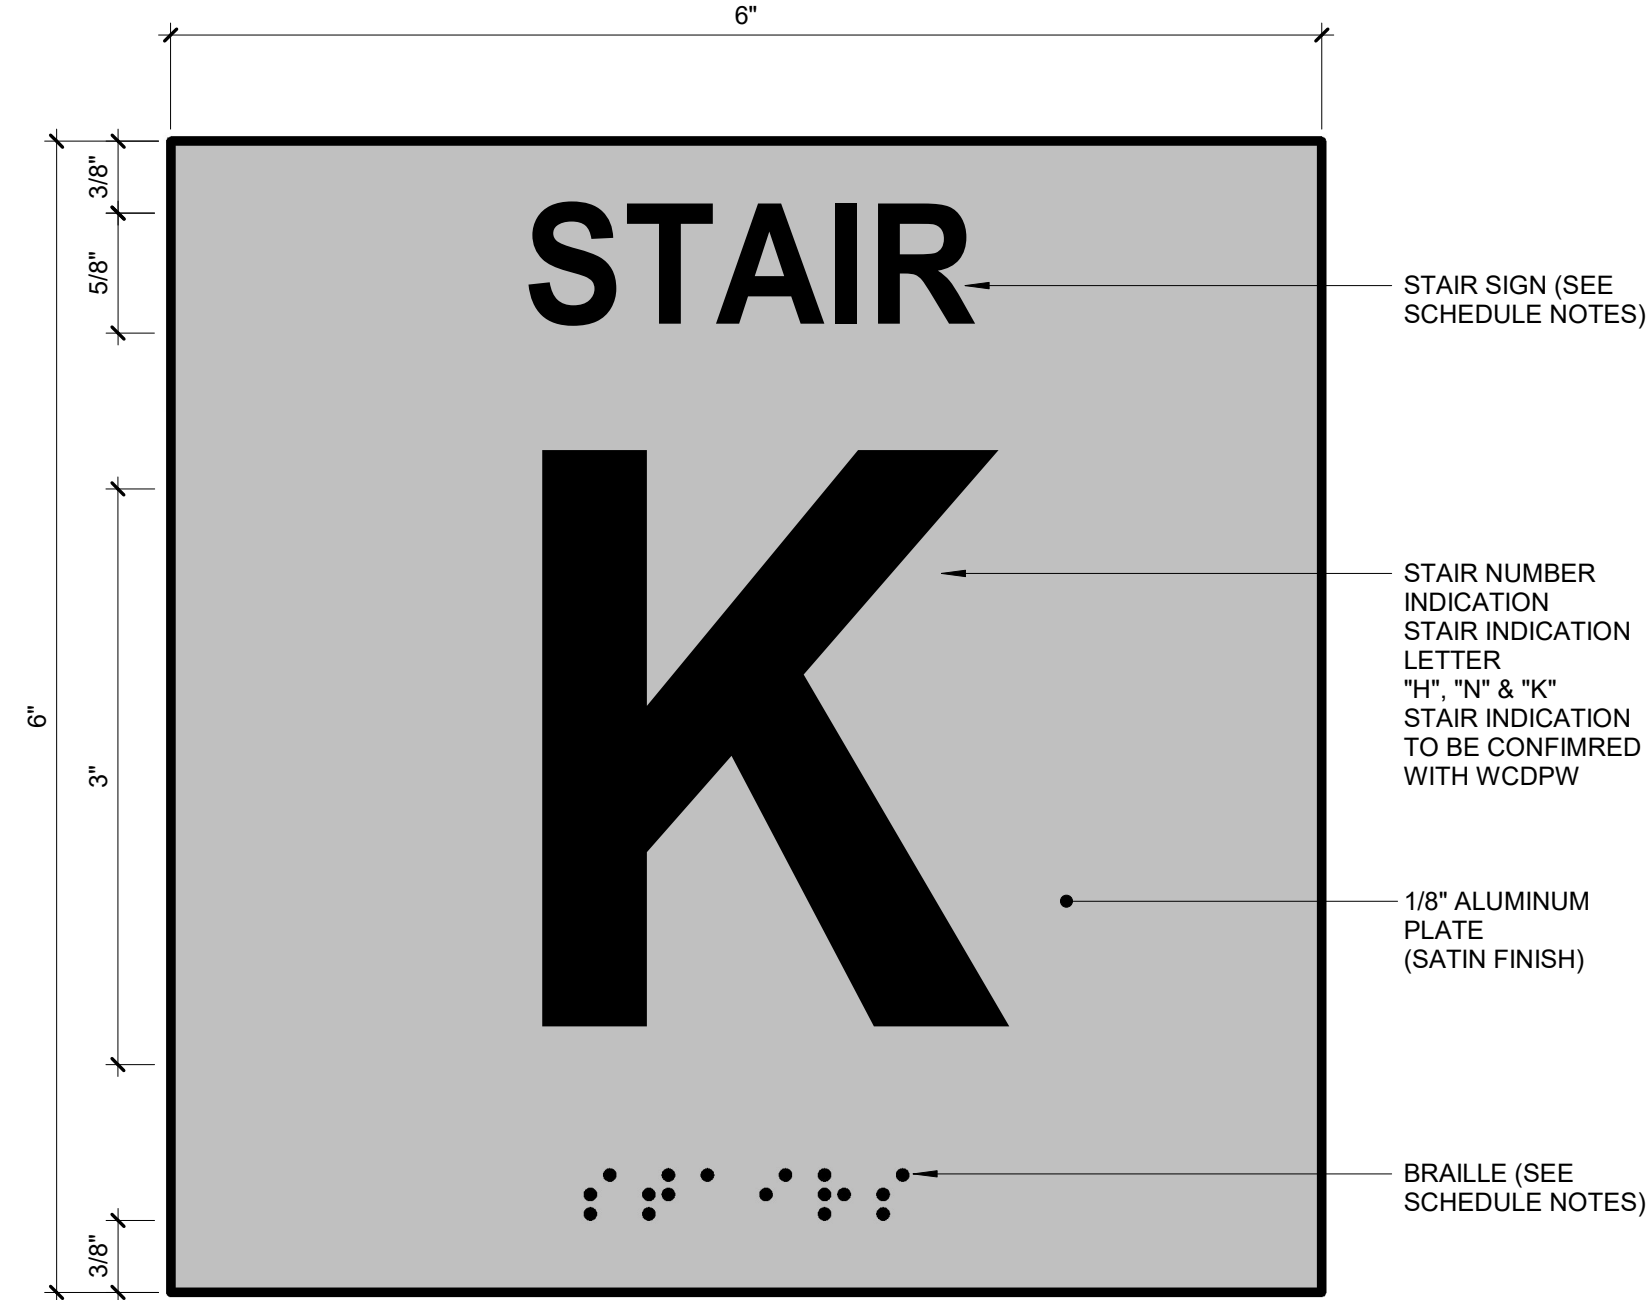 6"
3/8"
STAIR
5/8"
STAIR SIGN (SEE
SCHEDULE NOTES)
K
STAIR NUMBER
INDICATION
STAIR INDICATION
LETTER
"H", "N" & "K"
STAIR INDICATION
TO BE CONFIMRED
WITH WCDPW
6"
3"
1/8" ALUMINUM
PLATE
(SATIN FINISH)
⠎⠞⠁⠊⠗⠎
BRAILLE (SEE
SCHEDULE NOTES)
3/8"